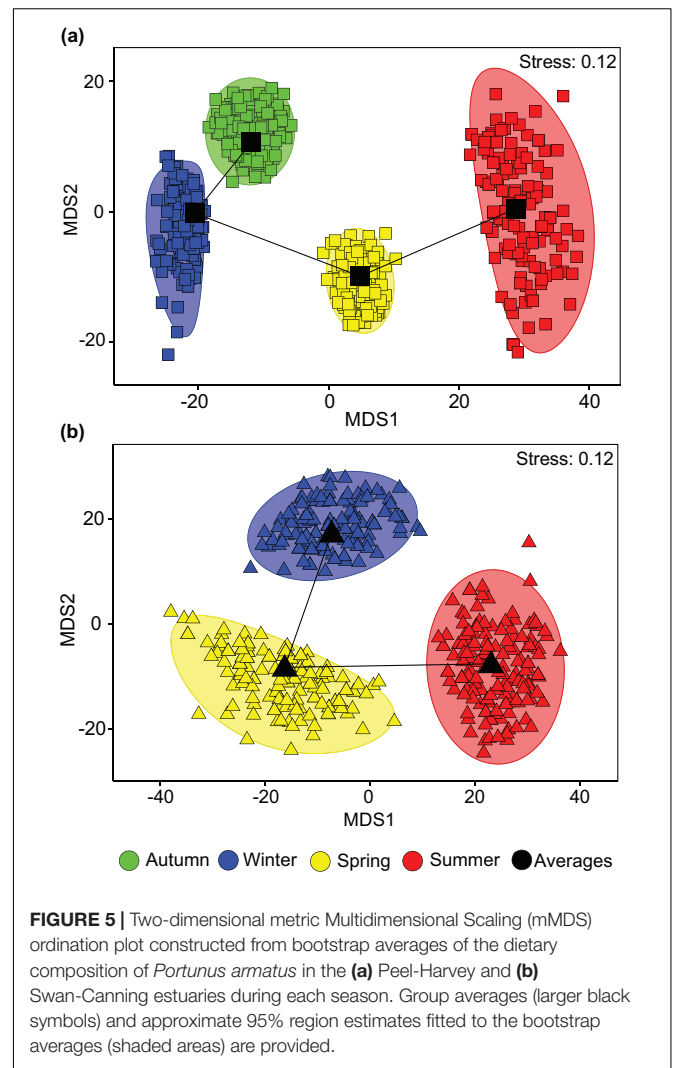 (a)
Stress: 0.12
20
0
-20
MDS2
-20
0
20
40
MDS1
(b)
Stress: 0.12
20
0
-20
MDS2
-40
-20
0
20
40
MDS1
Autumn Winter Spring Summer Averages
FIGURE 5 | Two-dimensional metric Multidimensional Scaling (mMDS)
ordination plot constructed from bootstrap averages of the dietary
composition of Portunus armatus in the (a) Peel-Harvey and (b)
Swan-Canning estuaries during each season. Group averages (larger black
symbols) and approximate 95% region estimates fitted to the bootstrap
averages (shaded areas) are provided.